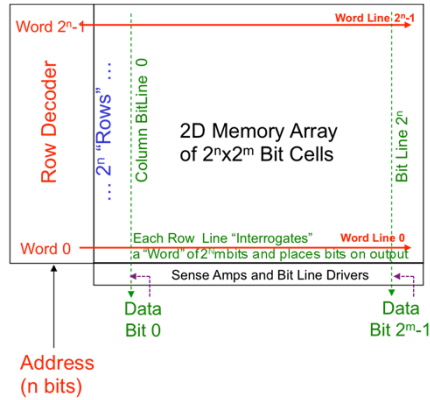 Word 2ⁿ-1
Word Line 2ⁿ-1
Row Decoder
... 2ⁿ “Rows” ...
Column BitLine 0
2D Memory Array
of 2ⁿx2ᵐ Bit Cells
Bit Line 2ⁿ
Word 0
Each Row Line “Interrogates”
Word Line 0
a “Word” of 2ᵐbits and places bits on output
Sense Amps and Bit Line Drivers
Data
Bit 0
Data
Bit 2ᵐ-1
Address
(n bits)